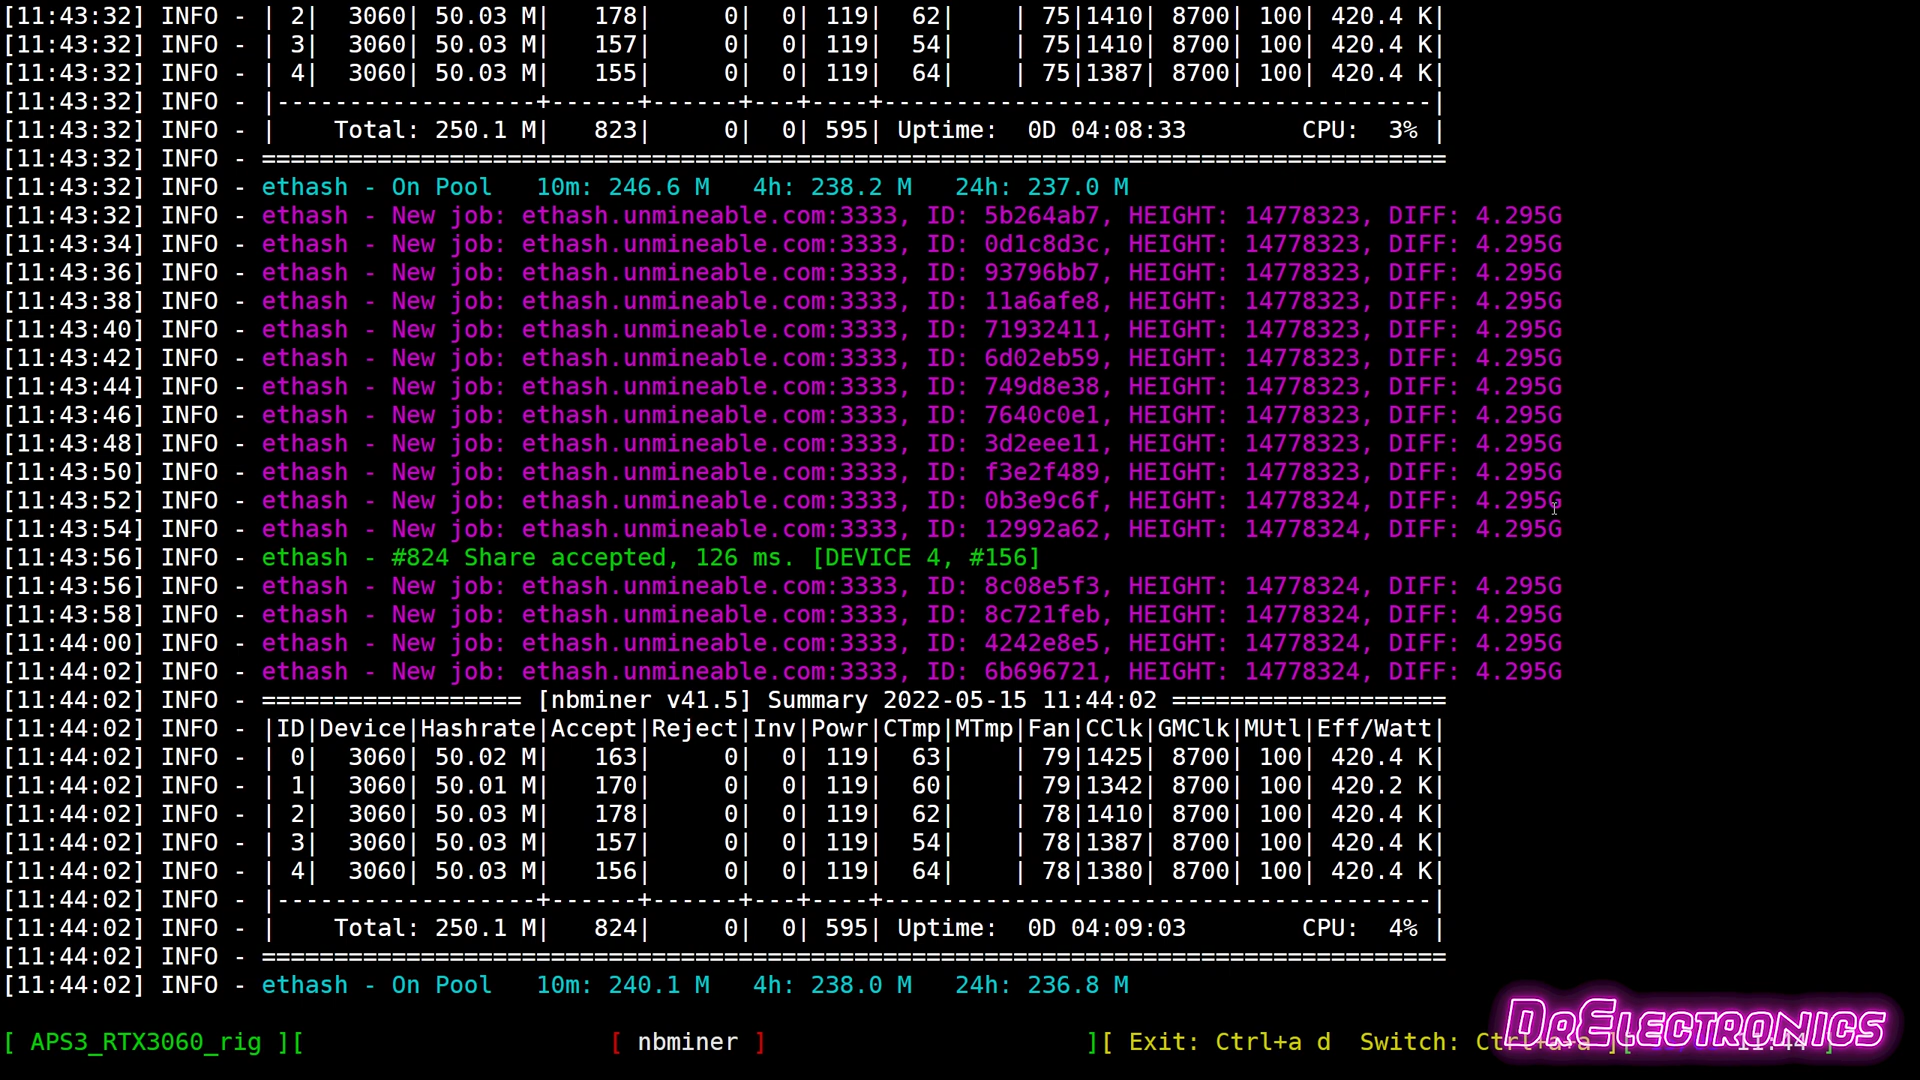 [11:43:32] INFO - | 2|  3060| 50.03 M|   178|     0|  0| 119|  62|    | 75|1410| 8700| 100| 420.4 K|
[11:43:32] INFO - | 3|  3060| 50.03 M|   157|     0|  0| 119|  54|    | 75|1410| 8700| 100| 420.4 K|
[11:43:32] INFO - | 4|  3060| 50.03 M|   155|     0|  0| 119|  64|    | 75|1387| 8700| 100| 420.4 K|
[11:43:32] INFO - |------------------+------+------+---+----+--------------------------------------|
[11:43:32] INFO - |    Total: 250.1 M|   823|     0|  0| 595| Uptime:  0D 04:08:33        CPU:  3% |
[11:43:32] INFO - ==================================================================================
[11:43:32] INFO - ethash - On Pool   10m: 246.6 M   4h: 238.2 M   24h: 237.0 M
[11:43:32] INFO - ethash - New job: ethash.unmineable.com:3333, ID: 5b264ab7, HEIGHT: 14778323, DIFF: 4.295G
[11:43:34] INFO - ethash - New job: ethash.unmineable.com:3333, ID: 0d1c8d3c, HEIGHT: 14778323, DIFF: 4.295G
[11:43:36] INFO - ethash - New job: ethash.unmineable.com:3333, ID: 93796bb7, HEIGHT: 14778323, DIFF: 4.295G
[11:43:38] INFO - ethash - New job: ethash.unmineable.com:3333, ID: 11a6afe8, HEIGHT: 14778323, DIFF: 4.295G
[11:43:40] INFO - ethash - New job: ethash.unmineable.com:3333, ID: 71932411, HEIGHT: 14778323, DIFF: 4.295G
[11:43:42] INFO - ethash - New job: ethash.unmineable.com:3333, ID: 6d02eb59, HEIGHT: 14778323, DIFF: 4.295G
[11:43:44] INFO - ethash - New job: ethash.unmineable.com:3333, ID: 749d8e38, HEIGHT: 14778323, DIFF: 4.295G
[11:43:46] INFO - ethash - New job: ethash.unmineable.com:3333, ID: 7640c0e1, HEIGHT: 14778323, DIFF: 4.295G
[11:43:48] INFO - ethash - New job: ethash.unmineable.com:3333, ID: 3d2eee11, HEIGHT: 14778323, DIFF: 4.295G
[11:43:50] INFO - ethash - New job: ethash.unmineable.com:3333, ID: f3e2f489, HEIGHT: 14778323, DIFF: 4.295G
[11:43:52] INFO - ethash - New job: ethash.unmineable.com:3333, ID: 0b3e9c6f, HEIGHT: 14778324, DIFF: 4.295G
[11:43:54] INFO - ethash - New job: ethash.unmineable.com:3333, ID: 12992a62, HEIGHT: 14778324, DIFF: 4.295G
[11:43:56] INFO - ethash - #824 Share accepted, 126 ms. [DEVICE 4, #156]
[11:43:56] INFO - ethash - New job: ethash.unmineable.com:3333, ID: 8c08e5f3, HEIGHT: 14778324, DIFF: 4.295G
[11:43:58] INFO - ethash - New job: ethash.unmineable.com:3333, ID: 8c721feb, HEIGHT: 14778324, DIFF: 4.295G
[11:44:00] INFO - ethash - New job: ethash.unmineable.com:3333, ID: 4242e8e5, HEIGHT: 14778324, DIFF: 4.295G
[11:44:02] INFO - ethash - New job: ethash.unmineable.com:3333, ID: 6b696721, HEIGHT: 14778324, DIFF: 4.295G
[11:44:02] INFO - ================== [nbminer v41.5] Summary 2022-05-15 11:44:02 ===================
[11:44:02] INFO - |ID|Device|Hashrate|Accept|Reject|Inv|Powr|CTmp|MTmp|Fan|CClk|GMClk|MUtl|Eff/Watt|
[11:44:02] INFO - | 0|  3060| 50.02 M|   163|     0|  0| 119|  63|    | 79|1425| 8700| 100| 420.4 K|
[11:44:02] INFO - | 1|  3060| 50.01 M|   170|     0|  0| 119|  60|    | 79|1342| 8700| 100| 420.2 K|
[11:44:02] INFO - | 2|  3060| 50.03 M|   178|     0|  0| 119|  62|    | 78|1410| 8700| 100| 420.4 K|
[11:44:02] INFO - | 3|  3060| 50.03 M|   157|     0|  0| 119|  54|    | 78|1387| 8700| 100| 420.4 K|
[11:44:02] INFO - | 4|  3060| 50.03 M|   156|     0|  0| 119|  64|    | 78|1380| 8700| 100| 420.4 K|
[11:44:02] INFO - |------------------+------+------+---+----+--------------------------------------|
[11:44:02] INFO - |    Total: 250.1 M|   824|     0|  0| 595| Uptime:  0D 04:09:03        CPU:  4% |
[11:44:02] INFO - ==================================================================================
[11:44:02] INFO - ethash - On Pool   10m: 240.1 M   4h: 238.0 M   24h: 236.8 M
[ APS3_RTX3060_rig ][ [ nbminer ] ][ Exit: Ctrl+a d  Switch: Ctrl+a+a ][ 11:44 ]
DrElectronics